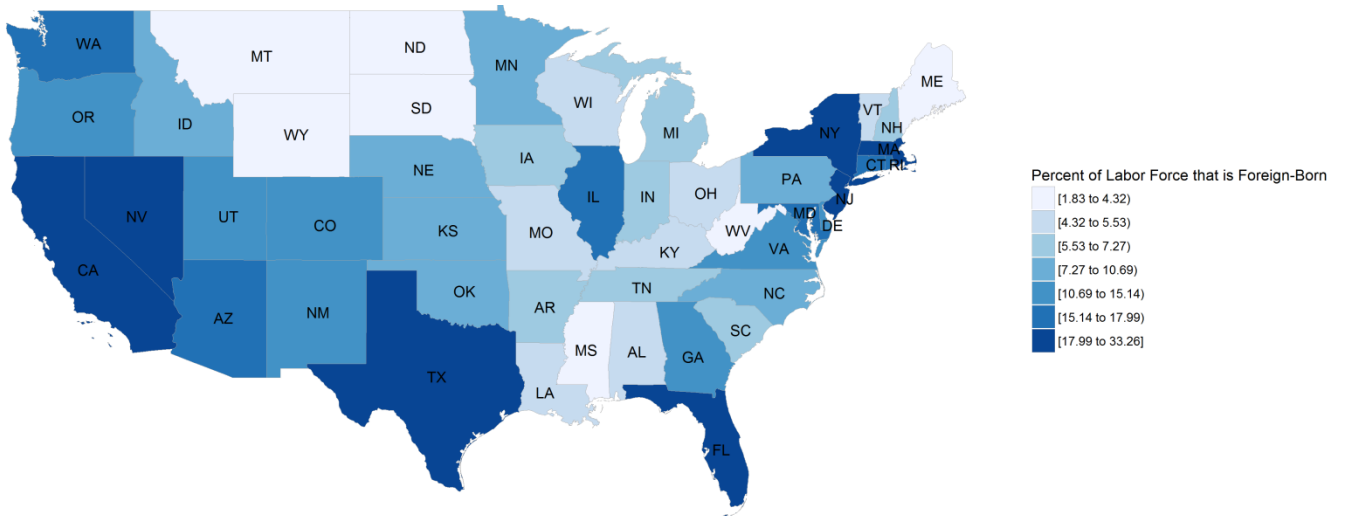 WA
MT
ND
MN
ME
VT
NH
OR
ID
SD
WI
MI
NY
MA
WY
CT
RI
IA
NE
PA
NV
UT
CO
IL
IN
OH
NJ
MD
DE
KS
MO
WV
VA
CA
KY
OK
TN
NC
AZ
NM
AR
SC
TX
MS
AL
GA
LA
FL
Percent of Labor Force that is Foreign-Born
[1.83 to 4.32)
[4.32 to 5.53)
[5.53 to 7.27)
[7.27 to 10.69)
[10.69 to 15.14)
[15.14 to 17.99)
[17.99 to 33.26]